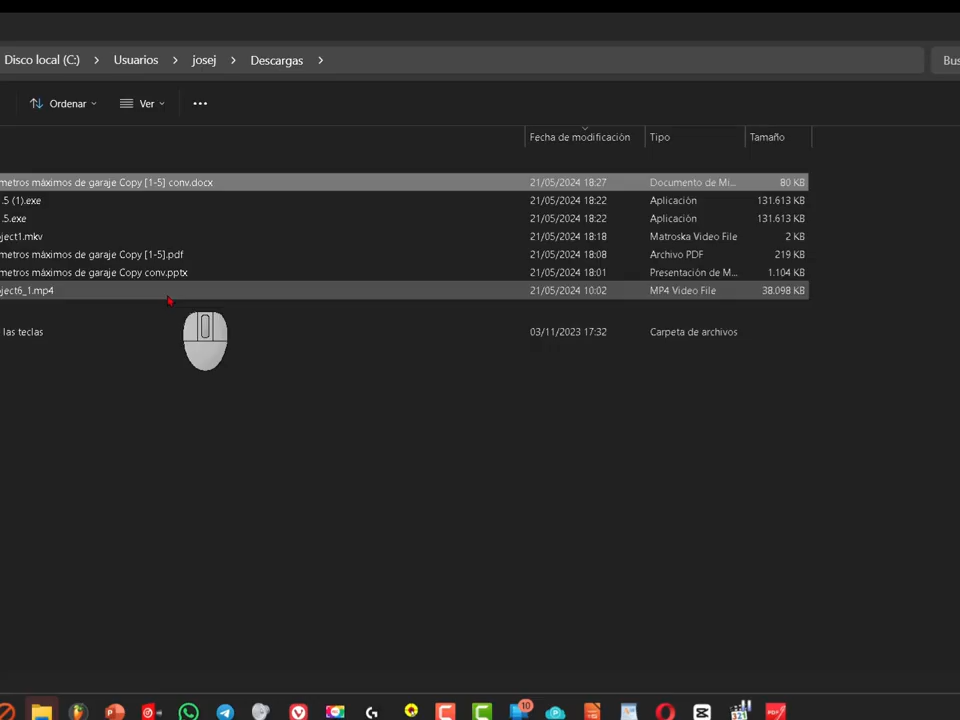 Disco local (C:) > Usuarios > josej > Descargas >
Bus
Ordenar Ver ...
Fecha de modificación Tipo Tamaño
metros máximos de garaje Copy [1-5] conv.docx 21/05/2024 18:27 Documento de Mi... 80 KB
.5 (1).exe 21/05/2024 18:22 Aplicación 131.613 KB
.5.exe 21/05/2024 18:22 Aplicación 131.613 KB
oject1.mkv 21/05/2024 18:18 Matroska Video File 2 KB
metros máximos de garaje Copy [1-5].pdf 21/05/2024 18:08 Archivo PDF 219 KB
metros máximos de garaje Copy conv.pptx 21/05/2024 18:01 Presentación de M... 1.104 KB
oject6_1.mp4 21/05/2024 10:02 MP4 Video File 38.098 KB
las teclas 03/11/2023 17:32 Carpeta de archivos
10
PDF